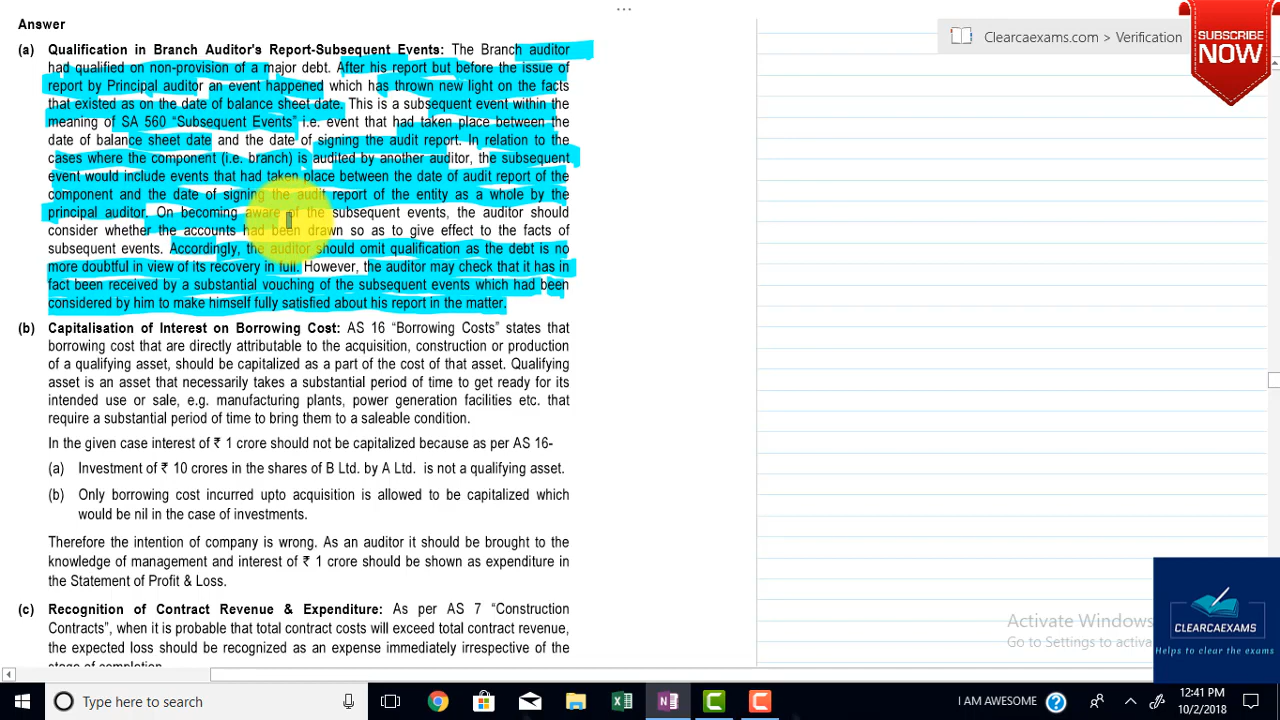 Answer
(a) Qualification in Branch Auditor's Report-Subsequent Events: The Branch auditor
had qualified on non-provision of a major debt. After his report but before the issue of
report by Principal auditor an event happened which has thrown new light on the facts
that existed as on the date of balance sheet date. This is a subsequent event within the
meaning of SA 560 “Subsequent Events” i.e. event that had taken place between the
date of balance sheet date and the date of signing the audit report. In relation to the
cases where the component (i.e. branch) is audited by another auditor, the subsequent
event would include events that had taken place between the date of audit report of the
component and the date of signing the audit report of the entity as a whole by the
principal auditor. On becoming aware of the subsequent events, the auditor should
consider whether the accounts had been drawn so as to give effect to the facts of
subsequent events. Accordingly, the auditor should omit qualification as the debt is no
more doubtful in view of its recovery in full. However, the auditor may check that it has in
fact been received by a substantial vouching of the subsequent events which had been
considered by him to make himself fully satisfied about his report in the matter.
(b) Capitalisation of Interest on Borrowing Cost: AS 16 “Borrowing Costs” states that
borrowing cost that are directly attributable to the acquisition, construction or production
of a qualifying asset, should be capitalized as a part of the cost of that asset. Qualifying
asset is an asset that necessarily takes a substantial period of time to get ready for its
intended use or sale, e.g. manufacturing plants, power generation facilities etc. that
require a substantial period of time to bring them to a saleable condition.
In the given case interest of ₹ 1 crore should not be capitalized because as per AS 16-
(a) Investment of ₹ 10 crores in the shares of B Ltd. by A Ltd. is not a qualifying asset.
(b) Only borrowing cost incurred upto acquisition is allowed to be capitalized which
would be nil in the case of investments.
Therefore the intention of company is wrong. As an auditor it should be brought to the
knowledge of management and interest of ₹ 1 crore should be shown as expenditure in
the Statement of Profit & Loss.
(c) Recognition of Contract Revenue & Expenditure: As per AS 7 “Construction
Contracts”, when it is probable that total contract costs will exceed total contract revenue,
the expected loss should be recognized as an expense immediately irrespective of the
stage of completion.
Clearcaexams.com > Verification
SUBSCRIBE
NOW
Activate Windows
Go to Settings to activa
CLEARCAEXAMS
Helps to clear the exams
Type here to search
I AM AWESOME
12:41 PM
10/2/2018